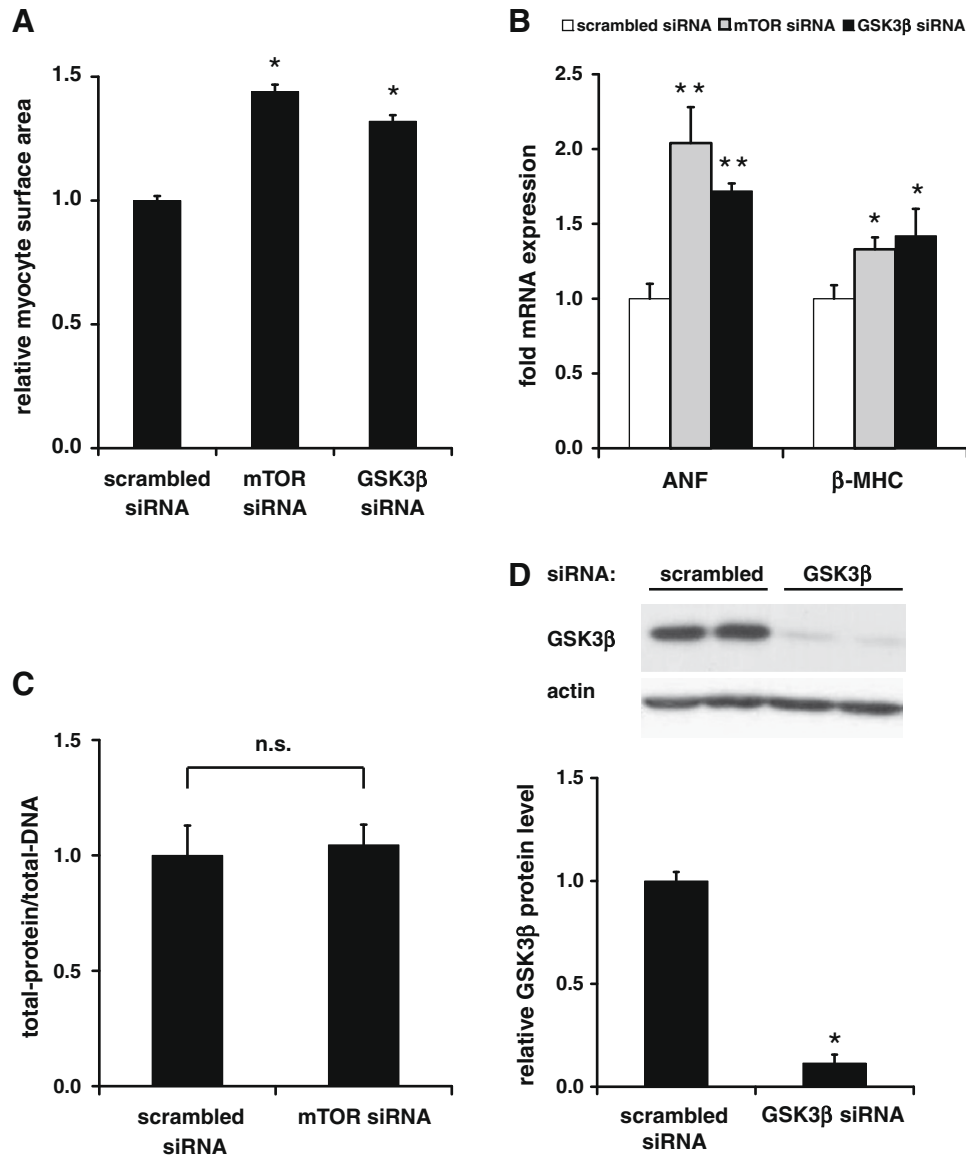 A
relative myocyte surface area
1.5
1.0
0.5
0.0
*
*
scrambled siRNA
mTOR siRNA
GSK3β siRNA
B
scrambled siRNA mTOR siRNA GSK3β siRNA
fold mRNA expression
2.5
2.0
1.5
1.0
0.5
0.0
* *
* *
*
*
ANF
β-MHC
C
total-protein/total-DNA
1.5
1.0
0.5
0.0
n.s.
scrambled siRNA
mTOR siRNA
D
siRNA: scrambled GSK3β
GSK3β
actin
relative GSK3β protein level
1.5
1.0
0.5
0.0
*
scrambled siRNA
GSK3β siRNA